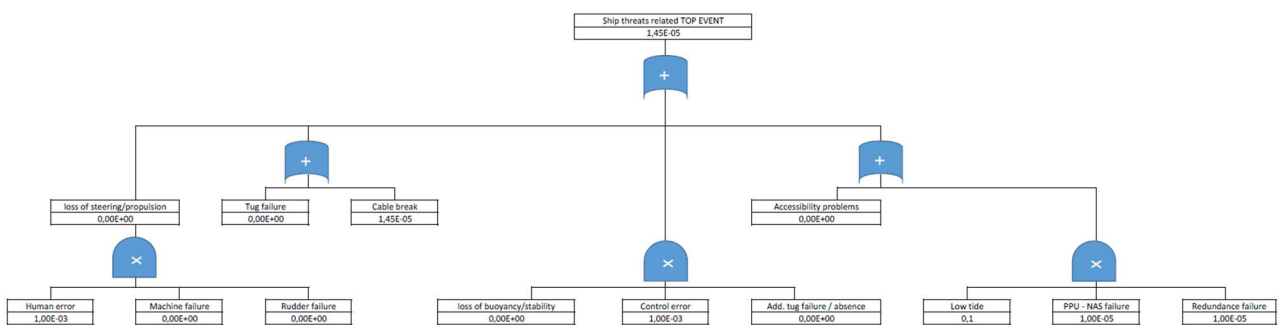 Ship threats related TOP EVENT
1,45E-05
+
+
+
loss of steering/propulsion
0,00E+00
Tug failure
0,00E+00
Cable break
1,45E-05
Accessibility problems
0,00E+00
x
x
x
Human error
1,00E-03
Machine failure
0,00E+00
Rudder failure
0,00E+00
loss of buoyancy/stability
0,00E+00
Control error
1,00E-03
Add. tug failure / absence
0,00E+00
Low tide
0,1
PPU - NAS failure
1,00E-05
Redundance failure
1,00E-05